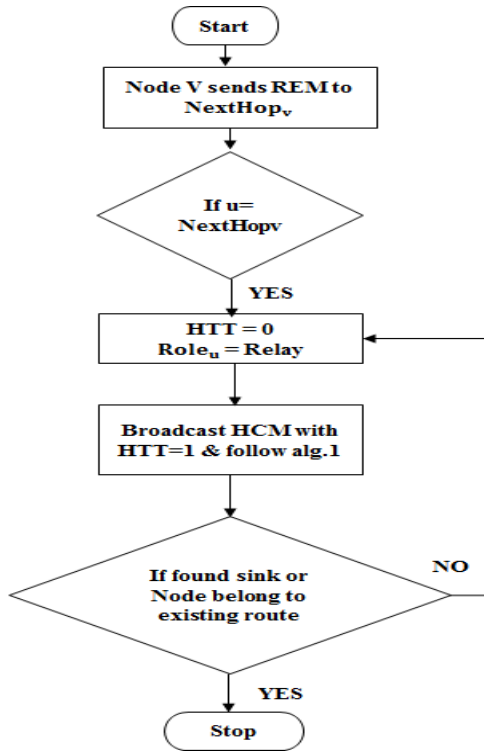 Start
Node V sends REM to
NextHopᵥ
If u=
NextHopv
YES
HTT = 0
Roleᵤ = Relay
Broadcast HCM with
HTT=1 & follow alg.1
If found sink or
Node belong to
existing route
NO
YES
Stop